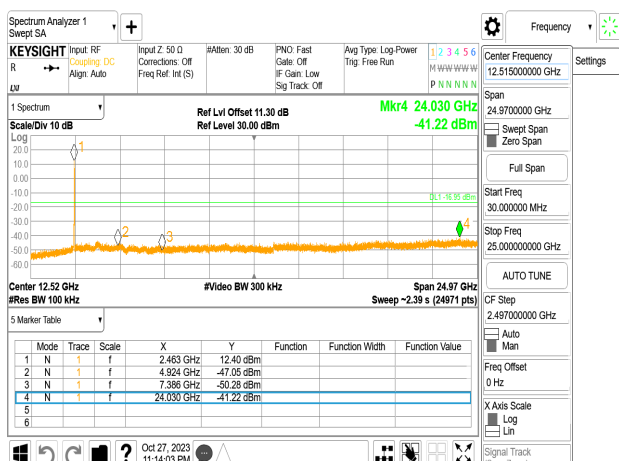 Spectrum Analyzer 1
Swept SA
Frequency
KEYSIGHT
R
Input: RF
Coupling: DC
Align: Auto
Input Z: 50 Ω
Corrections: Off
Freq Ref: Int (S)
#Atten: 30 dB
PNO: Fast
Gate: Off
IF Gain: Low
Sig Track: Off
Avg Type: Log-Power
Trig: Free Run
1 2 3 4 5 6
M W W W W W
P N N N N N
1 Spectrum
Scale/Div 10 dB
Ref Lvl Offset 11.30 dB
Ref Level 30.00 dBm
Mkr4 24.030 GHz
-41.22 dBm
Log
20.0
10.0
0.00
-10.0
-20.0
-30.0
-40.0
-50.0
-60.0
1
2
3
4
DL1 -16.95 dBm
Center 12.52 GHz
#Video BW 300 kHz
Span 24.97 GHz
#Res BW 100 kHz
Sweep ~2.39 s (24971 pts)
5 Marker Table
Mode Trace Scale X Y Function Function Width Function Value
1 N 1 f 2.463 GHz 12.40 dBm
2 N 1 f 4.924 GHz -47.05 dBm
3 N 1 f 7.386 GHz -50.28 dBm
4 N 1 f 24.030 GHz -41.22 dBm
5
6
Oct 27, 2023
11:14:03 PM
Center Frequency
12.515000000 GHz
Settings
Span
24.9700000 GHz
Swept Span
Zero Span
Full Span
Start Freq
30.000000 MHz
Stop Freq
25.000000000 GHz
AUTO TUNE
CF Step
2.497000000 GHz
Auto
Man
Freq Offset
0 Hz
X Axis Scale
Log
Lin
Signal Track